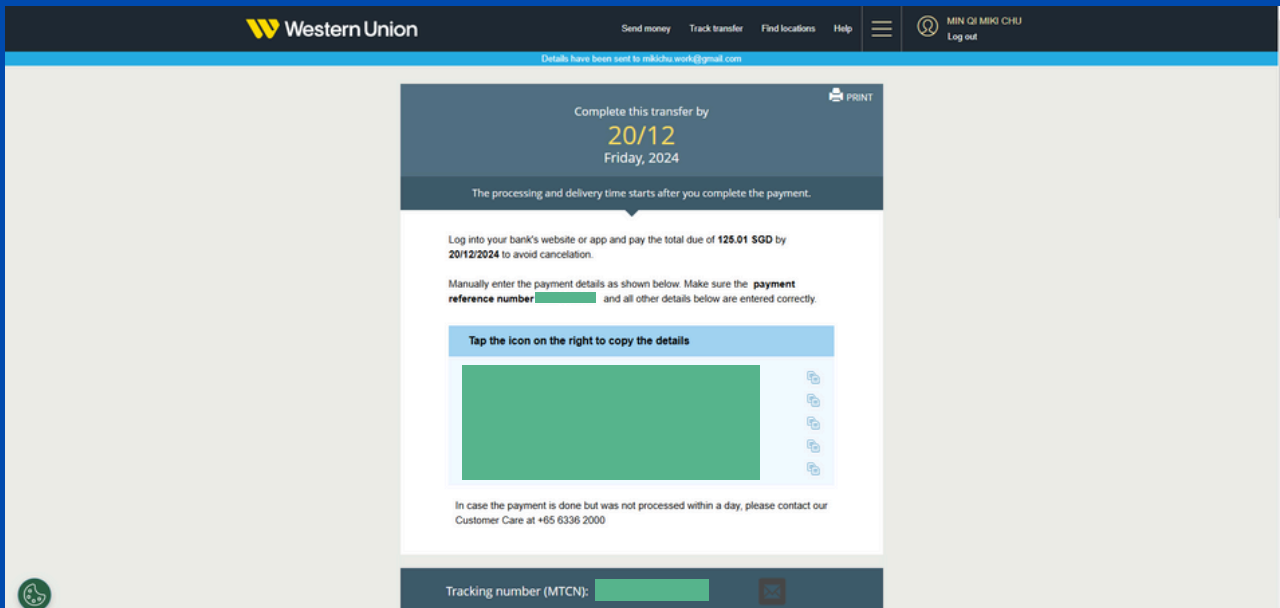 Western Union
Send money Track transfer Find locations Help
MIN QI MIKI CHU
Log out
Details have been sent to mikichu.work@gmail.com
PRINT
Complete this transfer by
20/12
Friday, 2024
The processing and delivery time starts after you complete the payment.
Log into your bank's website or app and pay the total due of 125.01 SGD by
20/12/2024 to avoid cancelation.
Manually enter the payment details as shown below. Make sure the payment
reference number and all other details below are entered correctly.
Tap the icon on the right to copy the details
In case the payment is done but was not processed within a day, please contact our
Customer Care at +65 6336 2000
Tracking number (MTCN):